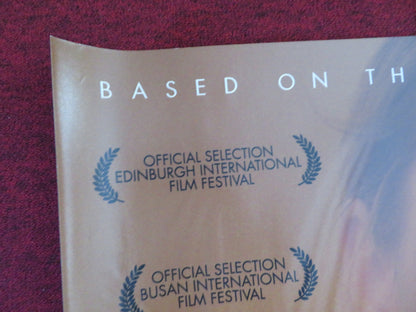 BASED ON TH
OFFICIAL SELECTION
EDINBURGH INTERNATIONAL
FILM FESTIVAL
OFFICIAL SELECTION
BUSAN INTERNATIONAL
FILM FESTIVAL